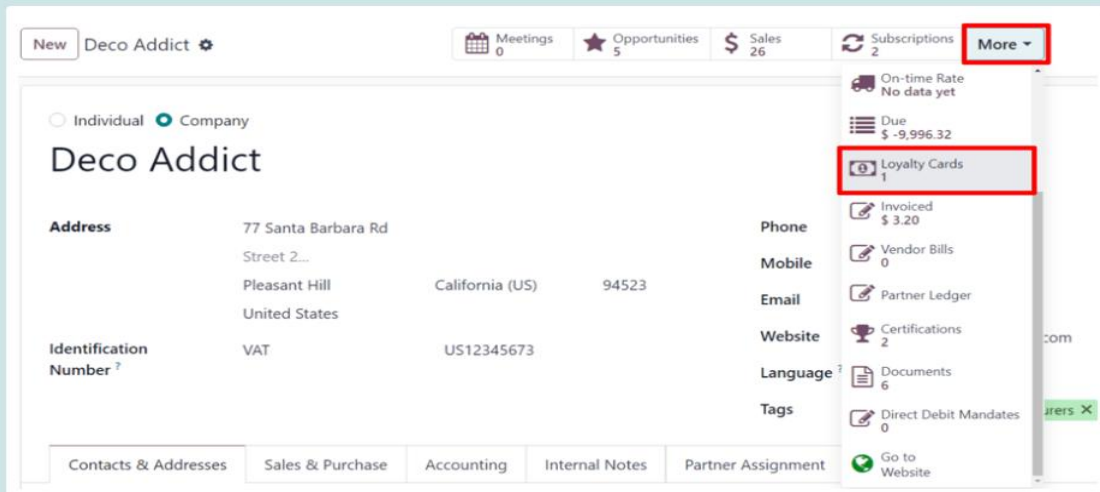 New Deco Addict
Meetings
0
Opportunities
5
$ Sales
26
Subscriptions
2
More
On-time Rate
No data yet
Due
$ -9,996.32
Loyalty Cards
1
Invoiced
$ 3.20
Vendor Bills
0
Partner Ledger
Certifications
2
Documents
6
Direct Debit Mandates
0
Go to
Website
Individual Company
Deco Addict
Address 77 Santa Barbara Rd
Street 2...
Pleasant Hill California (US) 94523
United States
Identification
Number ? VAT US12345673
Phone
Mobile
Email
Website com
Language ?
Tags urers X
Contacts & Addresses Sales & Purchase Accounting Internal Notes Partner Assignment